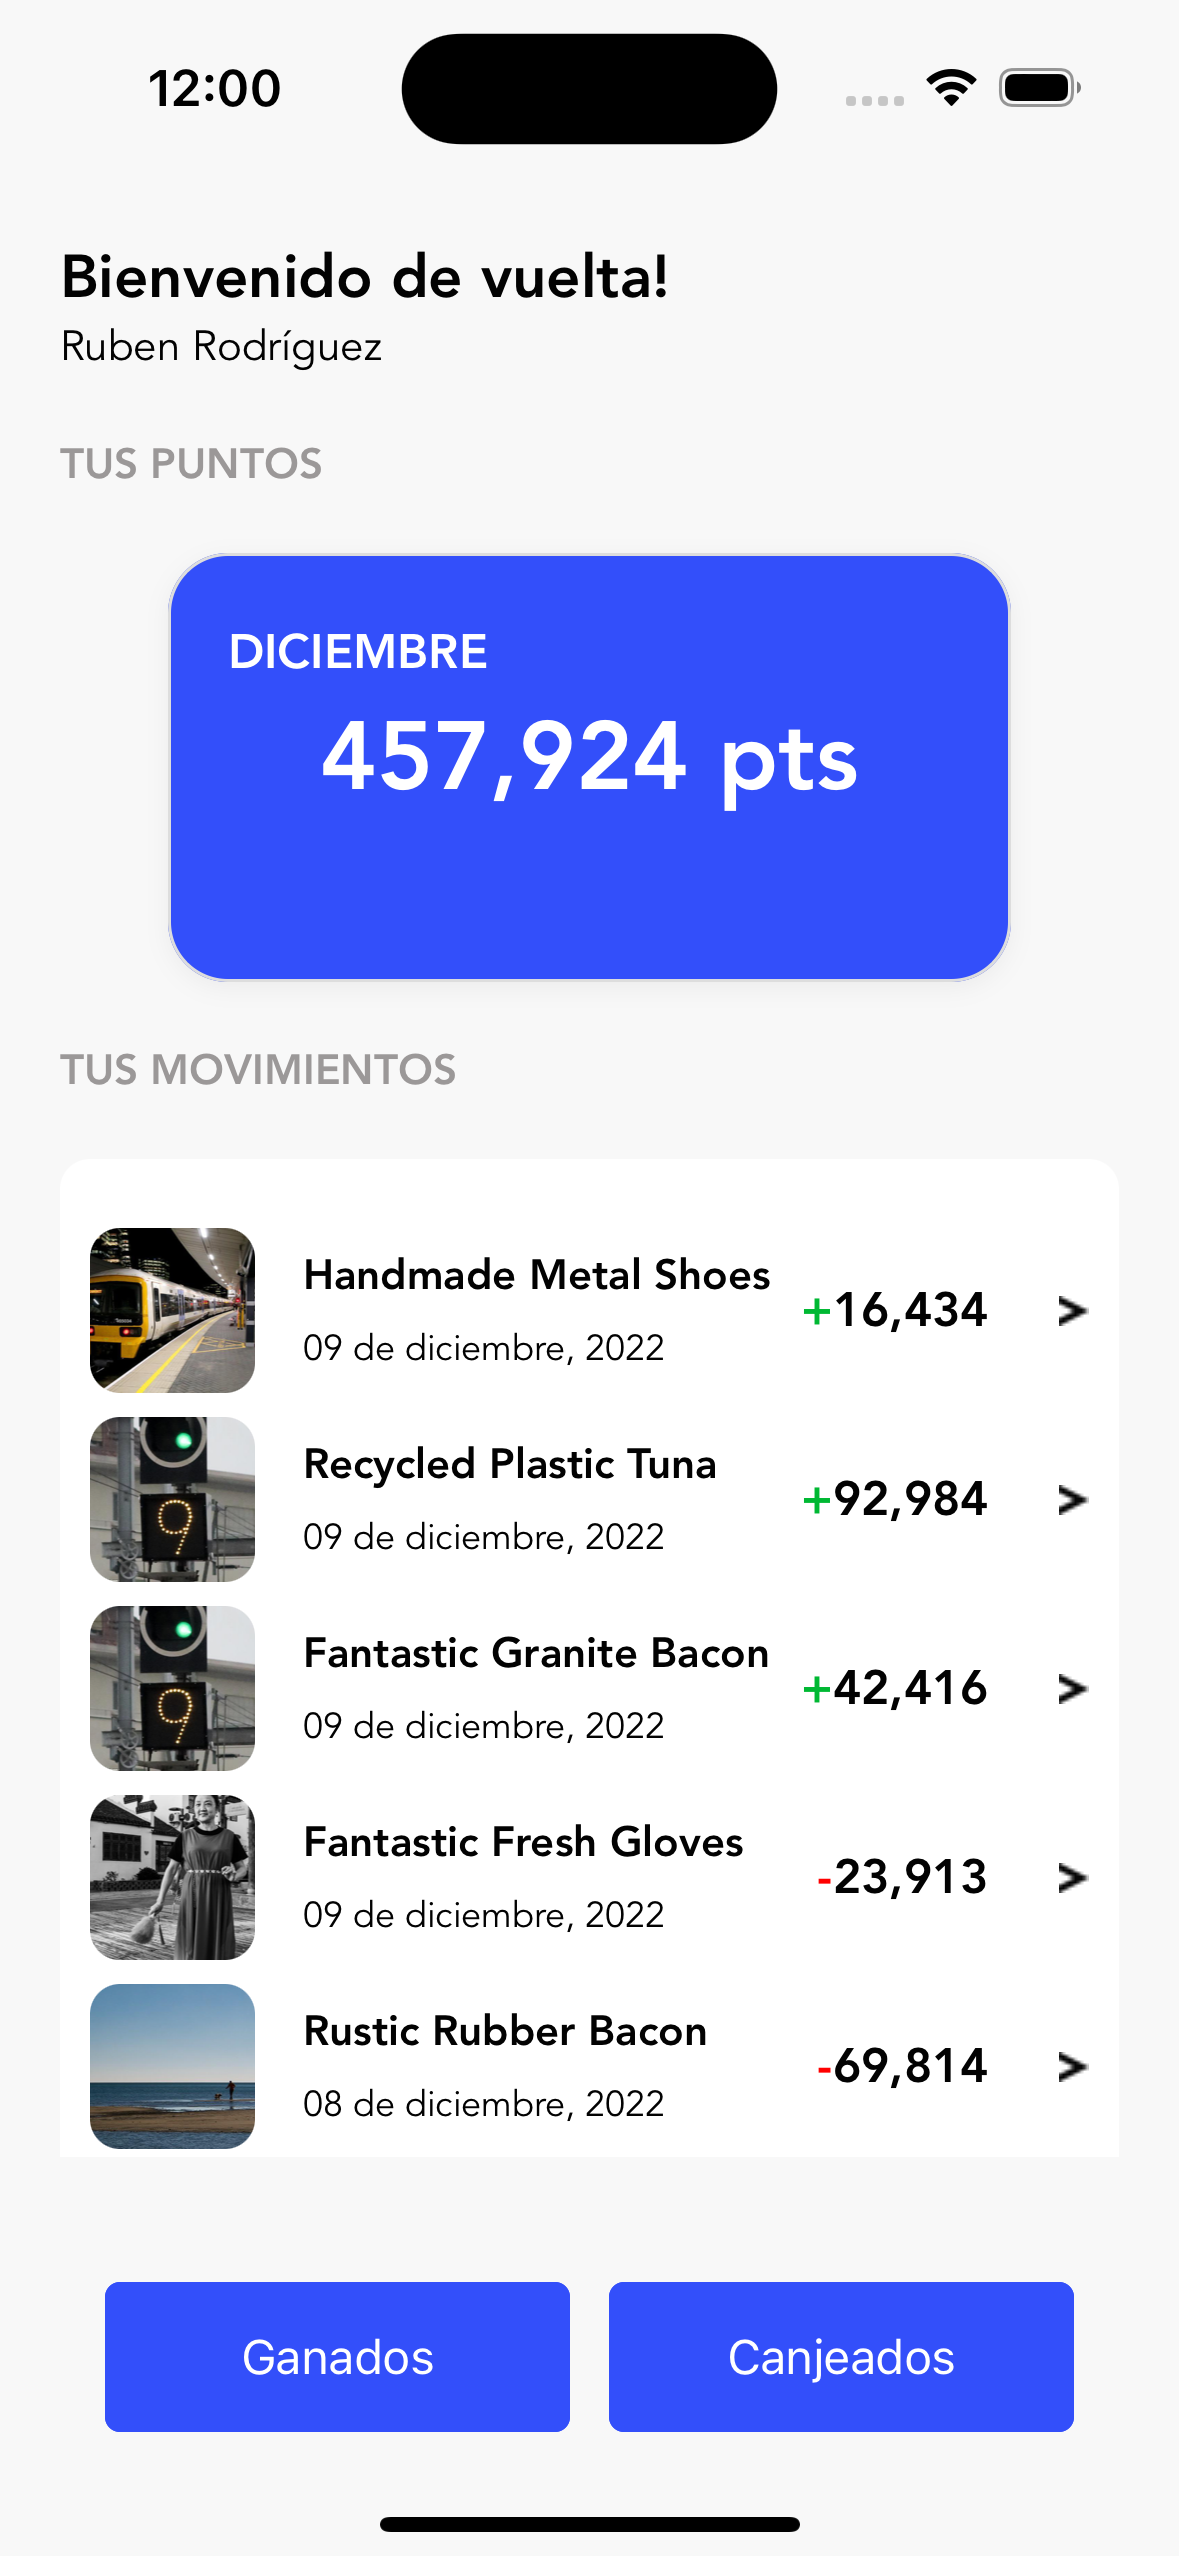 12:00
Bienvenido de vuelta!
Ruben Rodríguez
TUS PUNTOS
DICIEMBRE
457,924 pts
TUS MOVIMIENTOS
Handmade Metal Shoes
09 de diciembre, 2022
+16,434 >
9
Recycled Plastic Tuna
09 de diciembre, 2022
+92,984 >
9
Fantastic Granite Bacon
09 de diciembre, 2022
+42,416 >
Fantastic Fresh Gloves
09 de diciembre, 2022
-23,913 >
Rustic Rubber Bacon
08 de diciembre, 2022
-69,814 >
Ganados
Canjeados